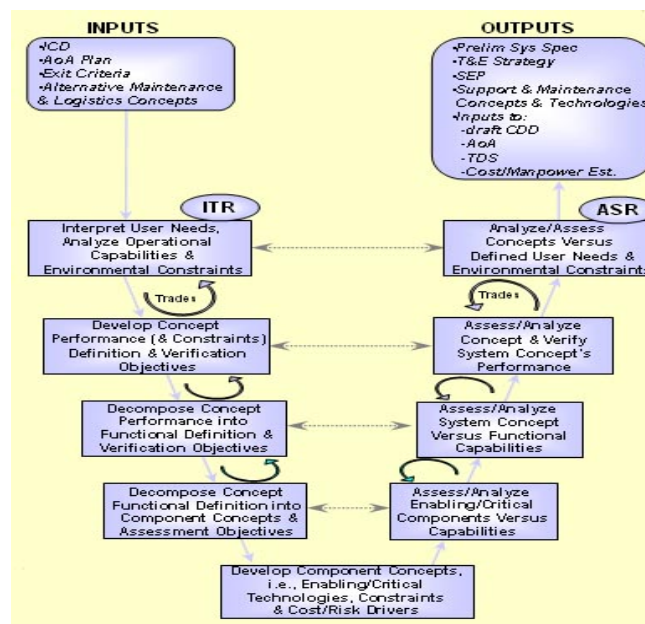 INPUTS
•ICD
•AoA Plan
•Exit Criteria
•Alternative Maintenance
& Logistics Concepts
OUTPUTS
•Prelim Sys Spec
•T&E Strategy
•SEP
•Support & Maintenance
Concepts & Technologies
•Inputs to:
-draft CDD
-AoA
-TDS
-Cost/Manpower Est.
ITR
Interpret User Needs,
Analyze Operational
Capabilities &
Environmental Constraints
ASR
Analyze/Assess
Concepts Versus
Defined User Needs &
Environmental Constraints
Trades
Trades
Develop Concept
Performance (& Constraints)
Definition & Verification
Objectives
Assess/Analyze
Concept & Verify
System Concept's
Performance
Decompose Concept
Performance into
Functional Definition &
Verification Objectives
Assess/Analyze
System Concept
Versus Functional
Capabilities
Decompose Concept
Functional Definition into
Component Concepts &
Assessment Objectives
Assess/Analyze
Enabling/Critical
Components Versus
Capabilities
Develop Component Concepts,
i.e., Enabling/Critical
Technologies, Constraints
& Cost/Risk Drivers